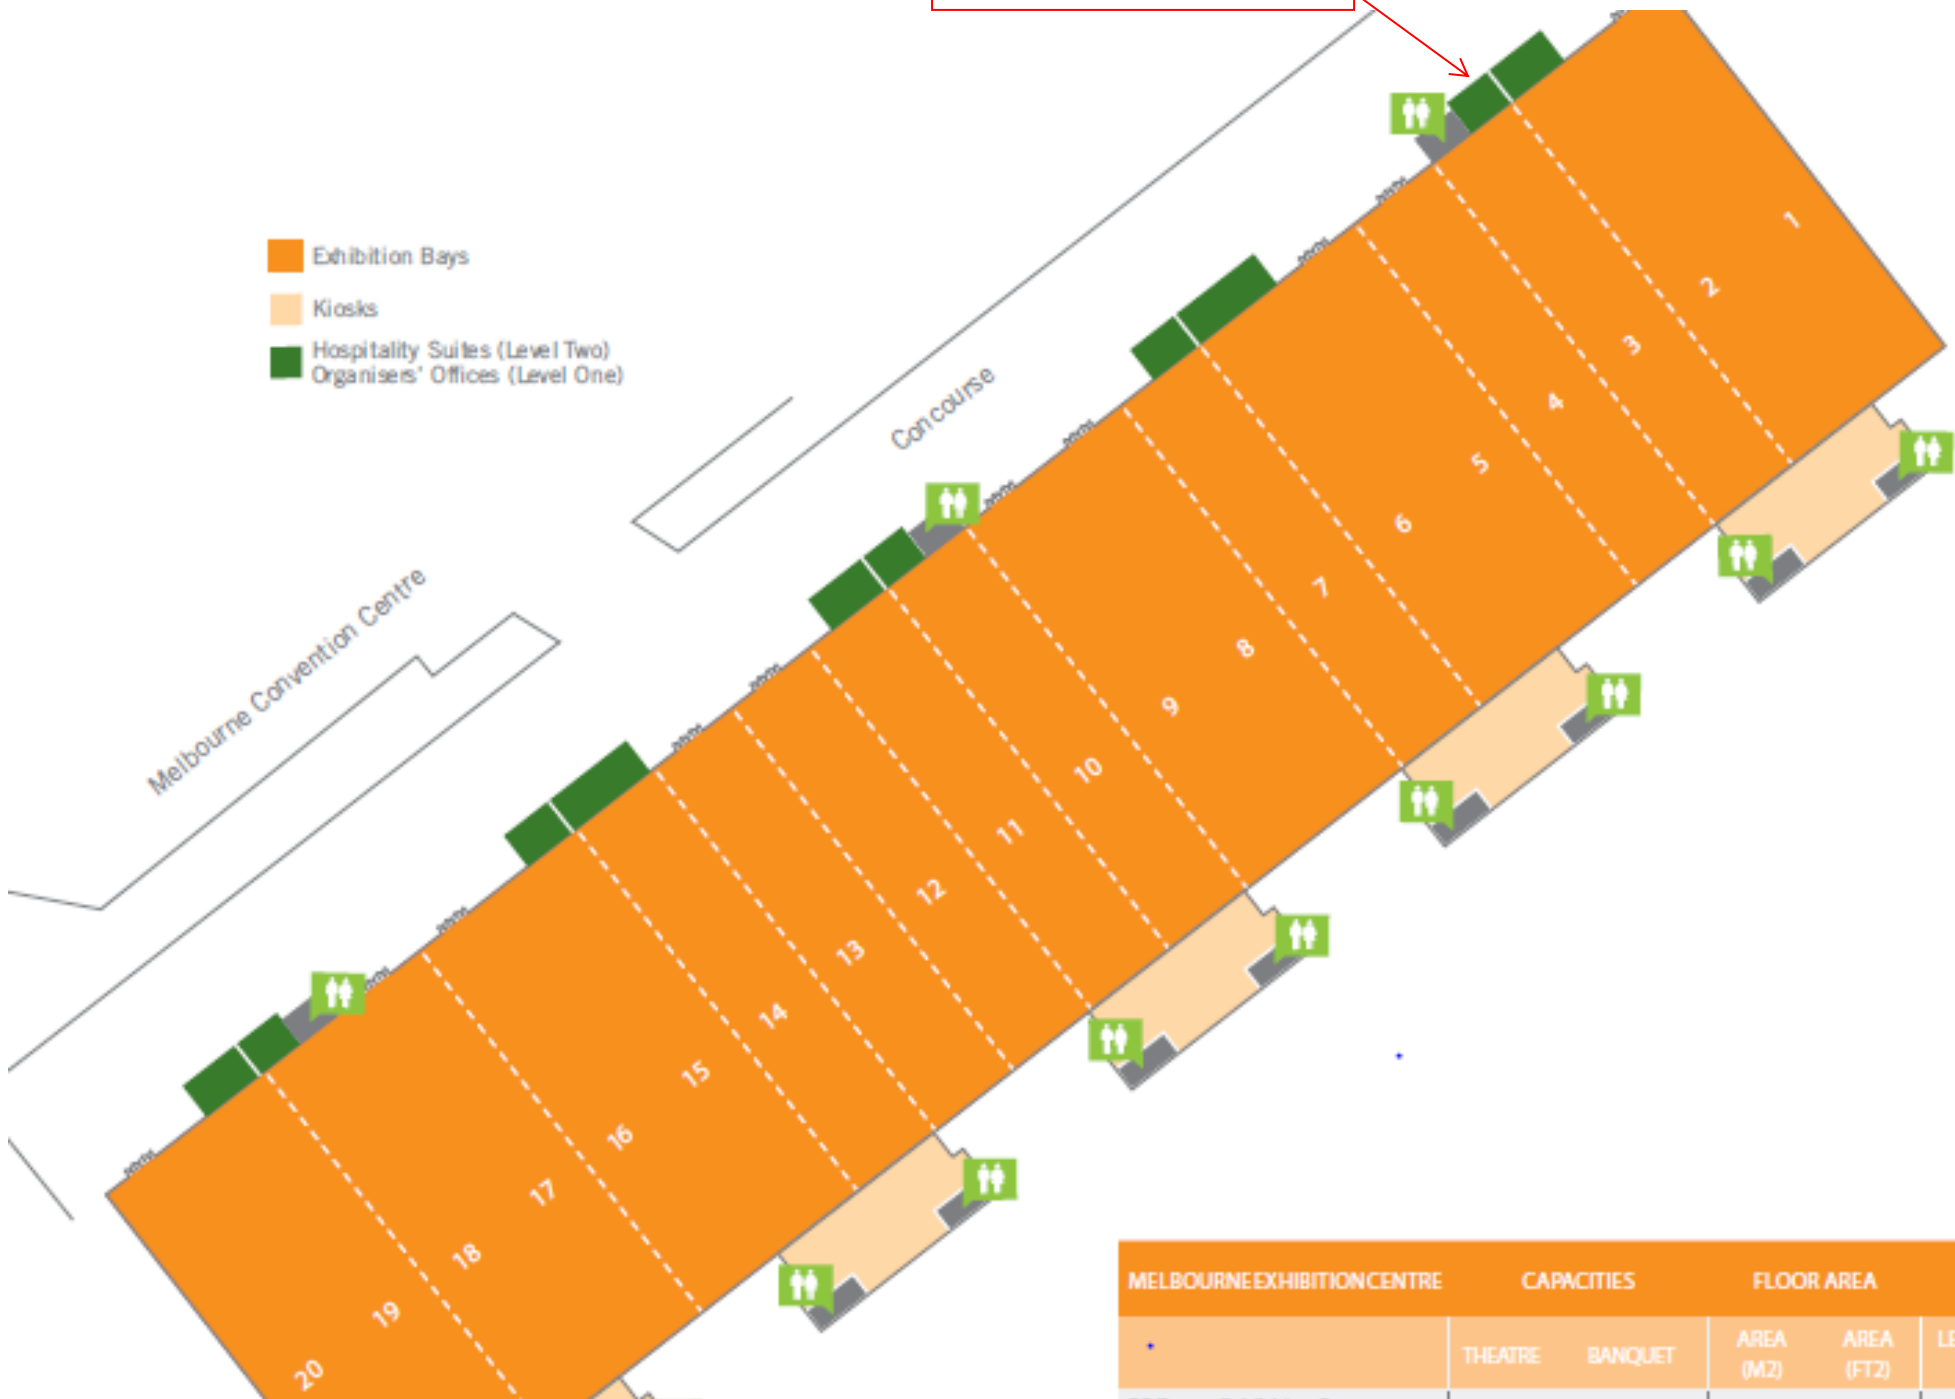 Exhibition Bays
Kiosks
Hospitality Suites (Level Two)
Organisers' Offices (Level One)
Concourse
Melbourne Convention Centre
1
2
3
4
5
6
7
8
9
10
11
12
13
14
15
16
17
18
19
20
MELBOURNE EXHIBITION CENTRE CAPACITIES FLOOR AREA
THEATRE BANQUET AREA (M2) AREA (FT2) LE